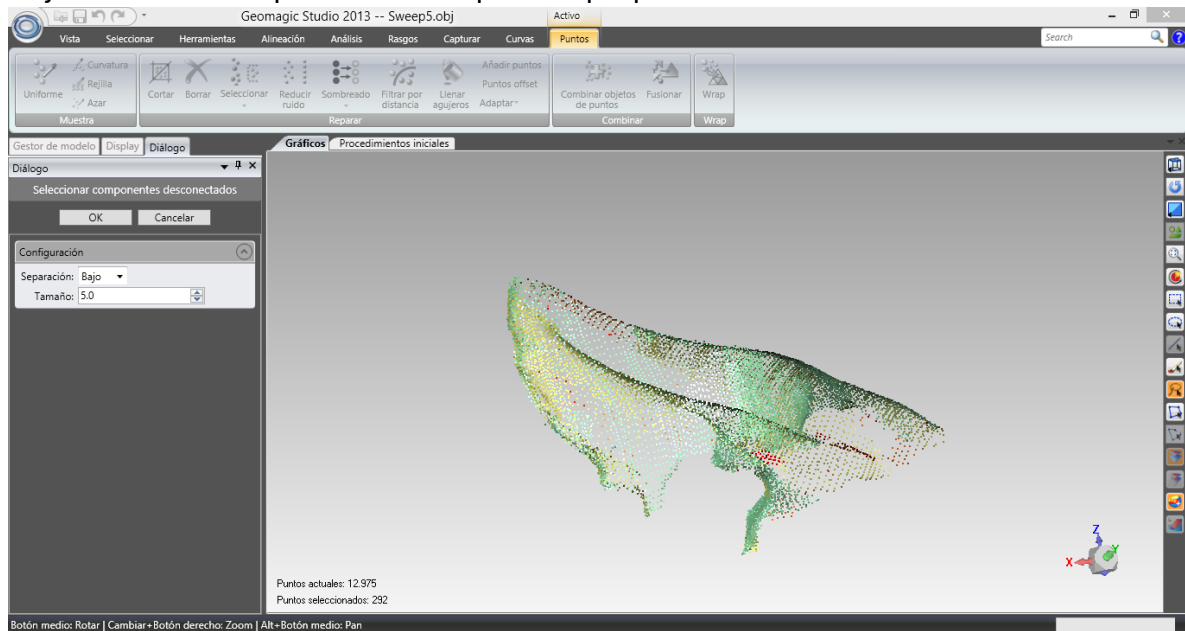 Geomagic Studio 2013 -- Sweep5.obj
Activo
Vista Seleccionar Herramientas Alineación Análisis Rasgos Capturar Curvas Puntos Search
Uniforme
Curvatura
Rejilla
Azar
Muestra
Cortar
Borrar
Seleccionar
Reducir
ruido
Sombreado
Filtrar por
distancia
Llenar
agujeros
Añadir puntos
Puntos offset
Adaptar
Reparar
Combinar objetos
de puntos
Fusionar
Combinar
Wrap
Wrap
Gestor de modelo Display Diálogo
Gráficos Procedimientos iniciales
Diálogo
Seleccionar componentes desconectados
OK Cancelar
Configuración
Separación: Bajo
Tamaño: 5.0
Z
Y
X
Puntos actuales: 12.975
Puntos seleccionados: 292
Botón medio: Rotar | Cambiar+Botón derecho: Zoom | Alt+Botón medio: Pan